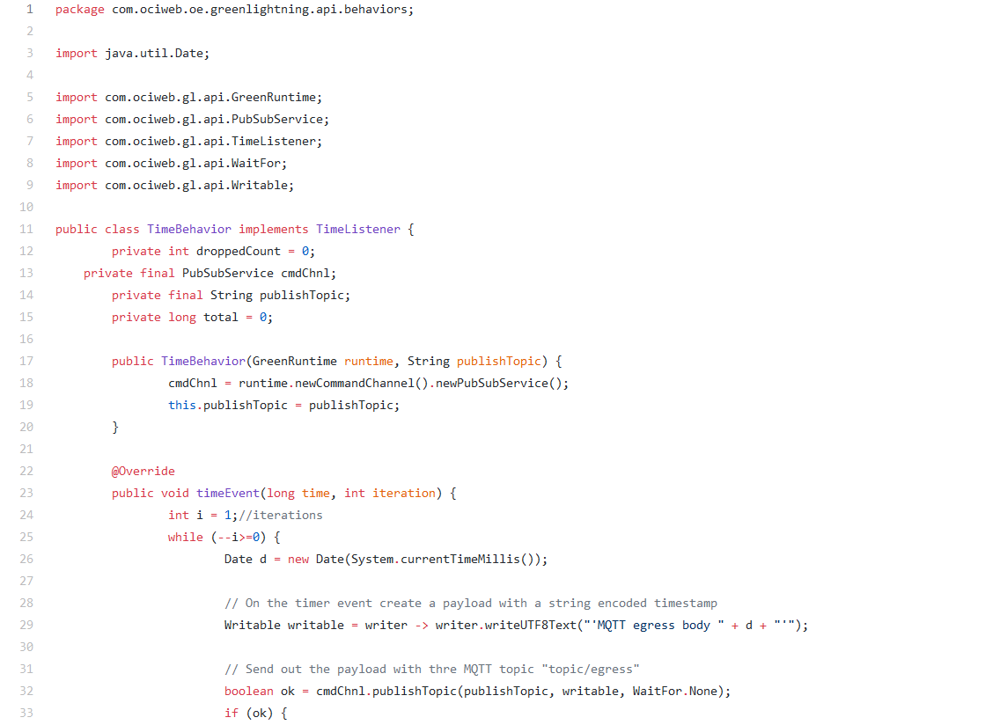 1 package com.ociweb.oe.greenlightning.api.behaviors;
2
3 import java.util.Date;
4
5 import com.ociweb.gl.api.GreenRuntime;
6 import com.ociweb.gl.api.PubSubService;
7 import com.ociweb.gl.api.TimeListener;
8 import com.ociweb.gl.api.WaitFor;
9 import com.ociweb.gl.api.Writable;
10
11 public class TimeBehavior implements TimeListener {
12         private int droppedCount = 0;
13     private final PubSubService cmdChnl;
14         private final String publishTopic;
15         private long total = 0;
16
17         public TimeBehavior(GreenRuntime runtime, String publishTopic) {
18                 cmdChnl = runtime.newCommandChannel().newPubSubService();
19                 this.publishTopic = publishTopic;
20         }
21
22         @Override
23         public void timeEvent(long time, int iteration) {
24                 int i = 1;//iterations
25                 while (--i>=0) {
26                         Date d = new Date(System.currentTimeMillis());
27
28                         // On the timer event create a payload with a string encoded timestamp
29                         Writable writable = writer -> writer.writeUTF8Text("'MQTT egress body " + d + "'");
30
31                         // Send out the payload with thre MQTT topic "topic/egress"
32                         boolean ok = cmdChnl.publishTopic(publishTopic, writable, WaitFor.None);
33                         if (ok) {